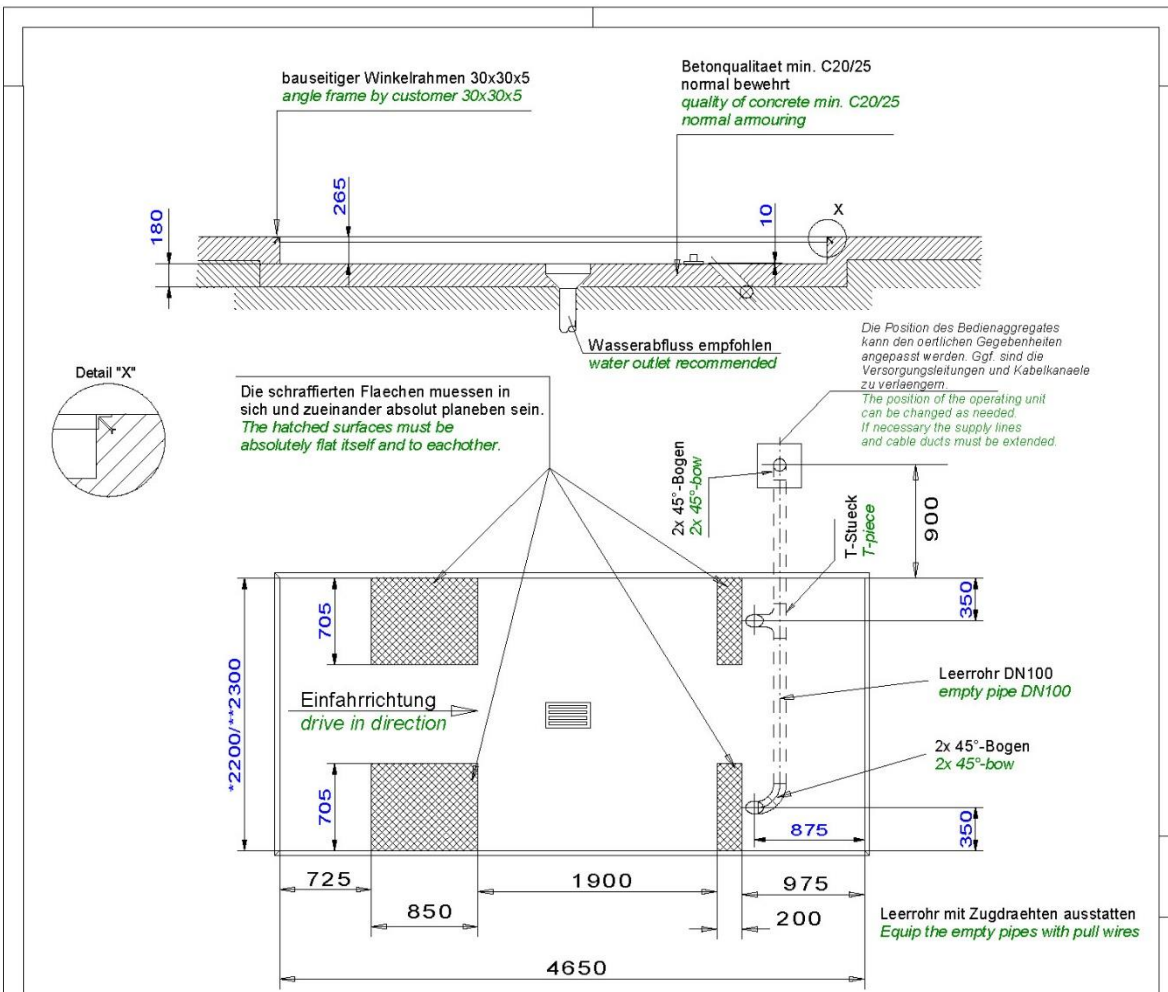 bauseitiger Winkelrahmen 30x30x5
angle frame by customer 30x30x5
Betonqualitaet min. C20/25
normal bewehrt
quality of concrete min. C20/25
normal armouring
180
265
10
X
Wasserabfluss empfohlen
water outlet recommended
Die Position des Bedienaggregates
kann den oertlichen Gegebenheiten
angepasst werden. Ggf. sind die
Versorgungsleitungen und Kabelkanaele
zu verlaengern.
The position of the operating unit
can be changed as needed.
If necessary the supply lines
and cable ducts must be extended.
Detail "X"
Die schraffierten Flaechen muessen in
sich und zueinander absolut planeben sein.
The hatched surfaces must be
absolutely flat itself and to eachother.
2x 45°-Bogen
2x 45°-bow
T-Stueck
T-piece
900
705
350
*2200/**2300
Einfahrrichtung
drive in direction
Leerrohr DN100
empty pipe DN100
2x 45°-Bogen
2x 45°-bow
705
875
350
725
1900
975
850
200
Leerrohr mit Zugdraehten ausstatten
Equip the empty pipes with pull wires
4650